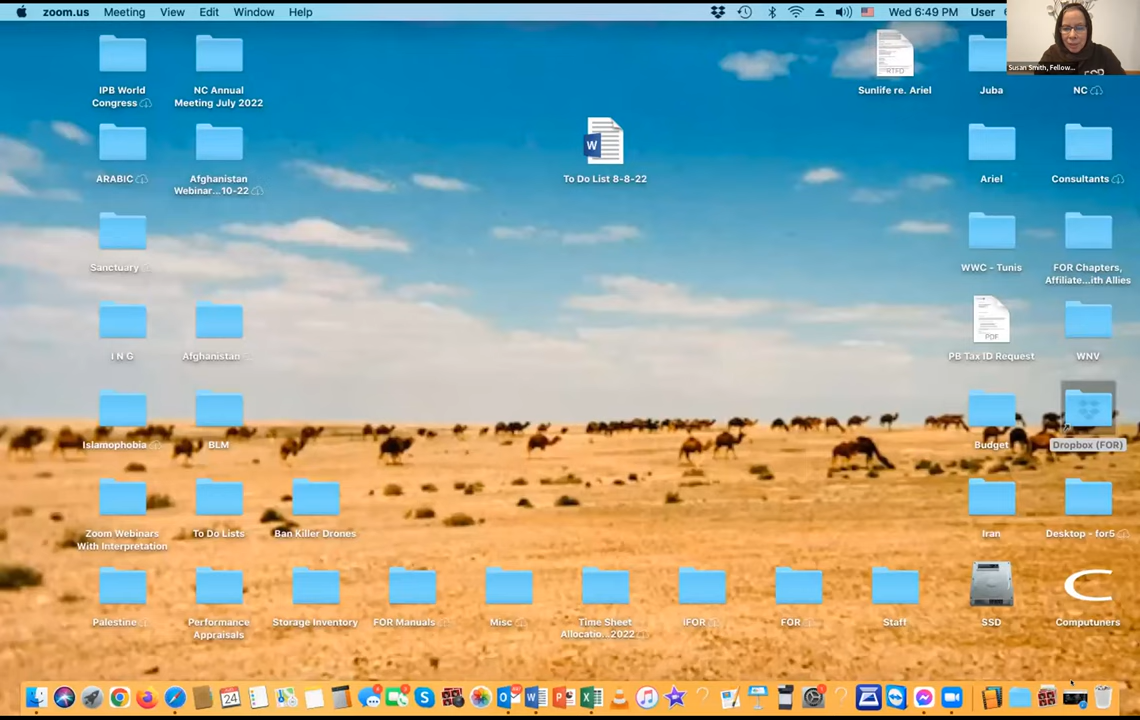 zoom.us Meeting View Edit Window Help Wed 6:49 PM User
Susan Smith, Fellow...
IPB World
Congress
NC Annual
Meeting July 2022
RTFD
Sunlife re. Ariel
Juba
NC
ARABIC
Afghanistan
Webinar...10-22
W
To Do List 8-8-22
Ariel
Consultants
Sanctuary
WWC - Tunis
FOR Chapters,
Affiliate...ith Allies
I N G
Afghanistan
PDF
PB Tax ID Request
WNV
Islamophobia
BLM
Budget
Dropbox (FOR)
Zoom Webinars
With Interpretation
To Do Lists
Ban Killer Drones
Iran
Desktop - for5
Palestine
Performance
Appraisals
Storage Inventory
FOR Manuals
Misc
Time Sheet
Allocatio...2022
IFOR
FOR
Staff
SSD
Computuners
24